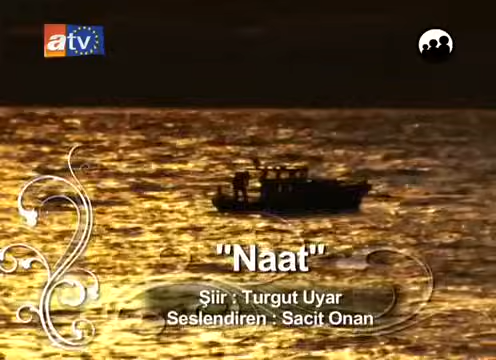 atv
"Naat"
Şiir : Turgut Uyar
Seslendiren : Sacit Onan